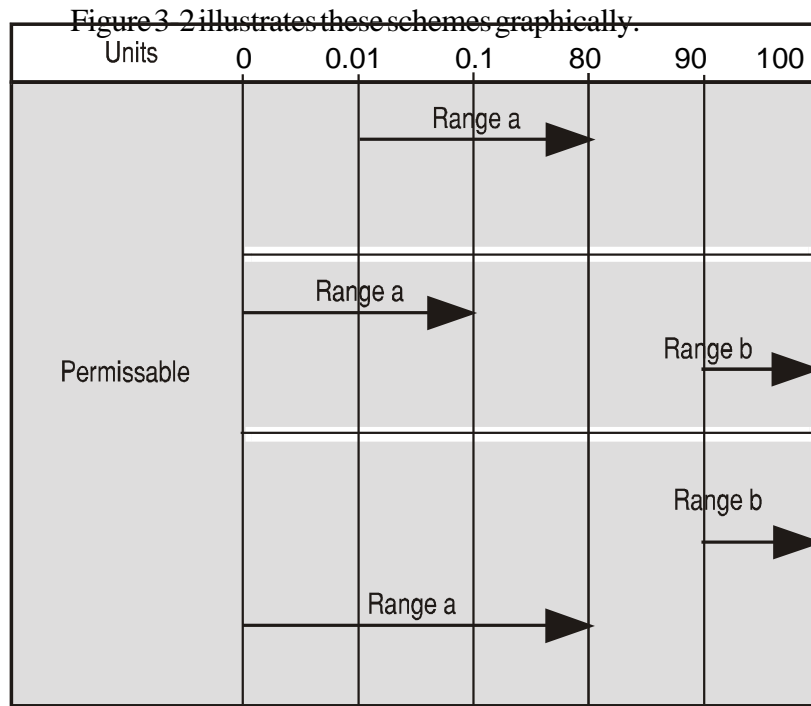 Figure 3-2 illustrates these schemes graphically.
Units 0 0.01 0.1 80 90 100
Range a
Range a
Range b
Permissable
Range b
Range a